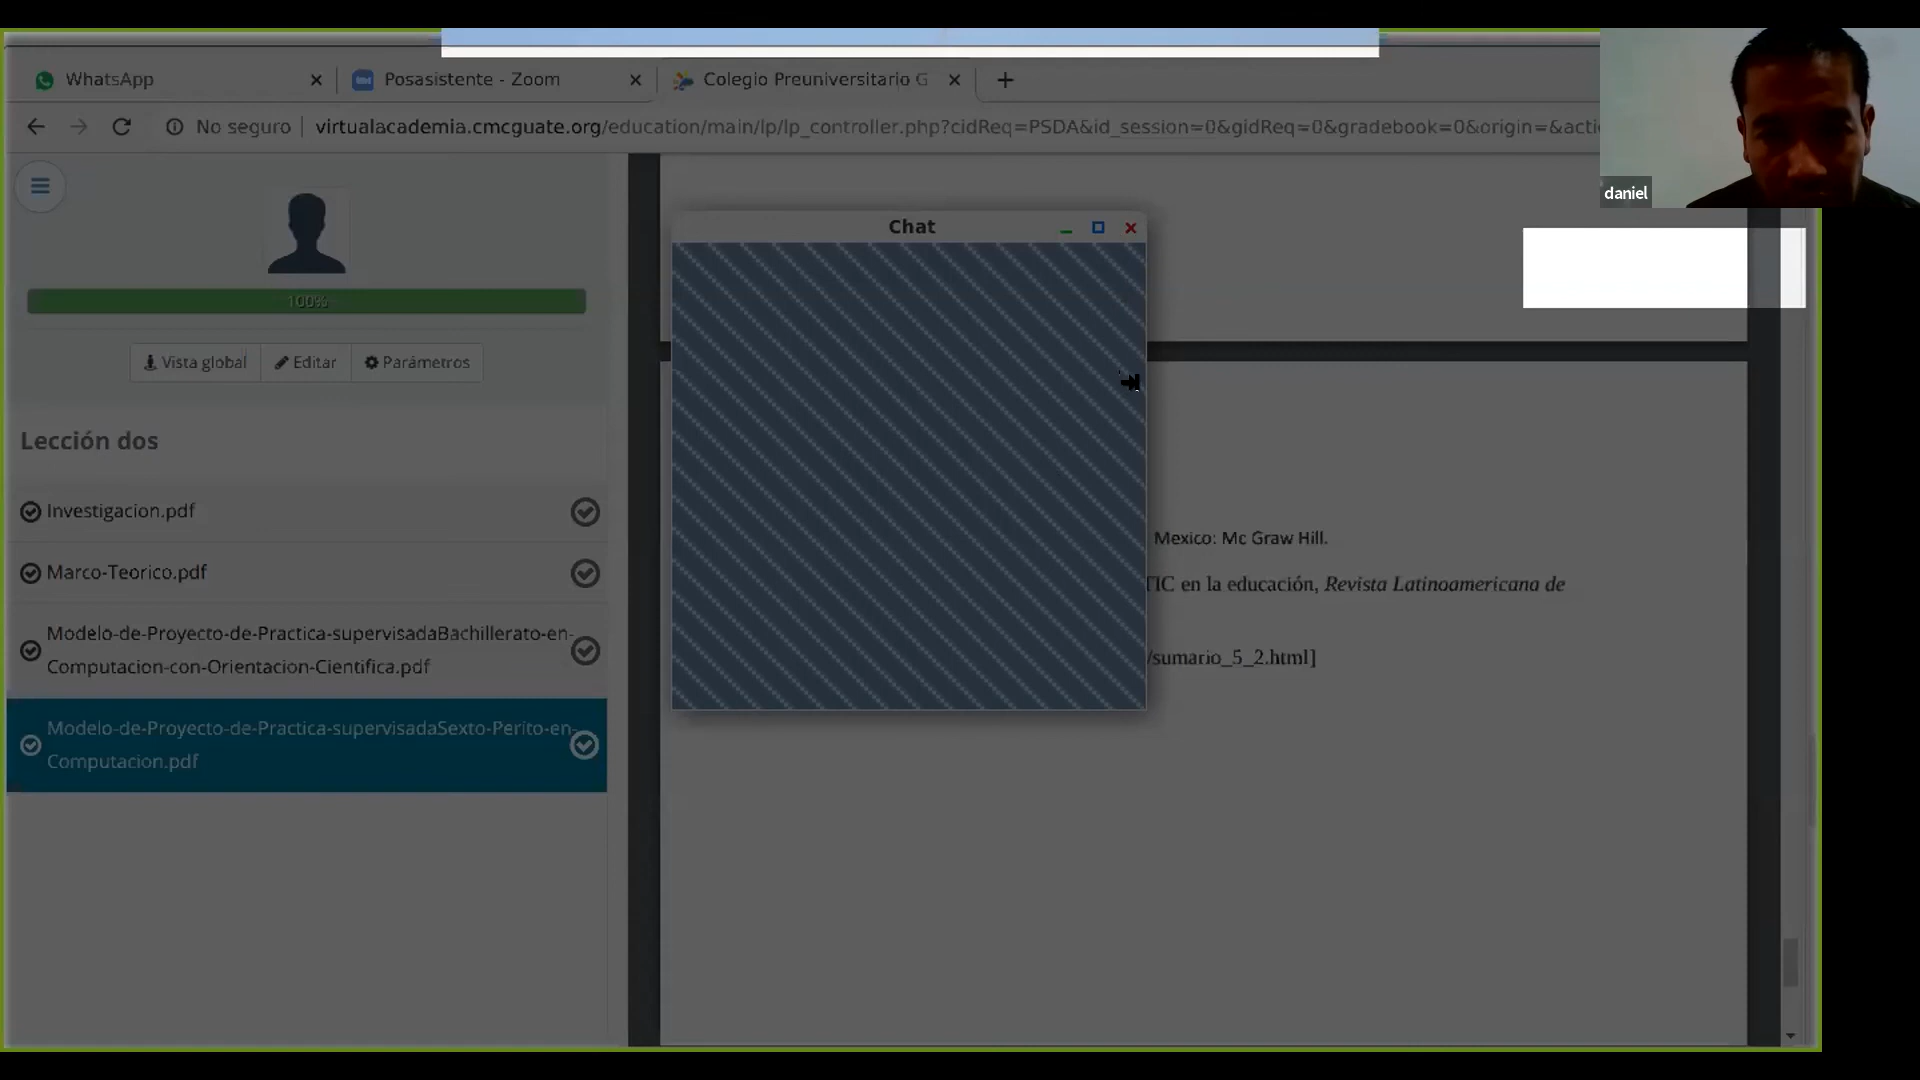 WhatsApp
Posasistente - Zoom
Colegio Preuniversitario G
No seguro
virtualacademia.cmcguate.org/education/main/lp/lp_controller.php?cidReq=PSDA&id_session=0&gidReq=0&gradebook=0&origin=&acti
daniel
100%
Vista global
Editar
Parámetros
Lección dos
Investigacion.pdf
Marco-Teorico.pdf
Modelo-de-Proyecto-de-Practica-supervisadaBachillerato-en-
Computacion-con-Orientacion-Cientifica.pdf
Modelo-de-Proyecto-de-Practica-supervisadaSexto-Perito-en-
Computacion.pdf
Chat
Mexico: Mc Graw Hill.
TIC en la educación, Revista Latinoamericana de
/sumario_5_2.html]